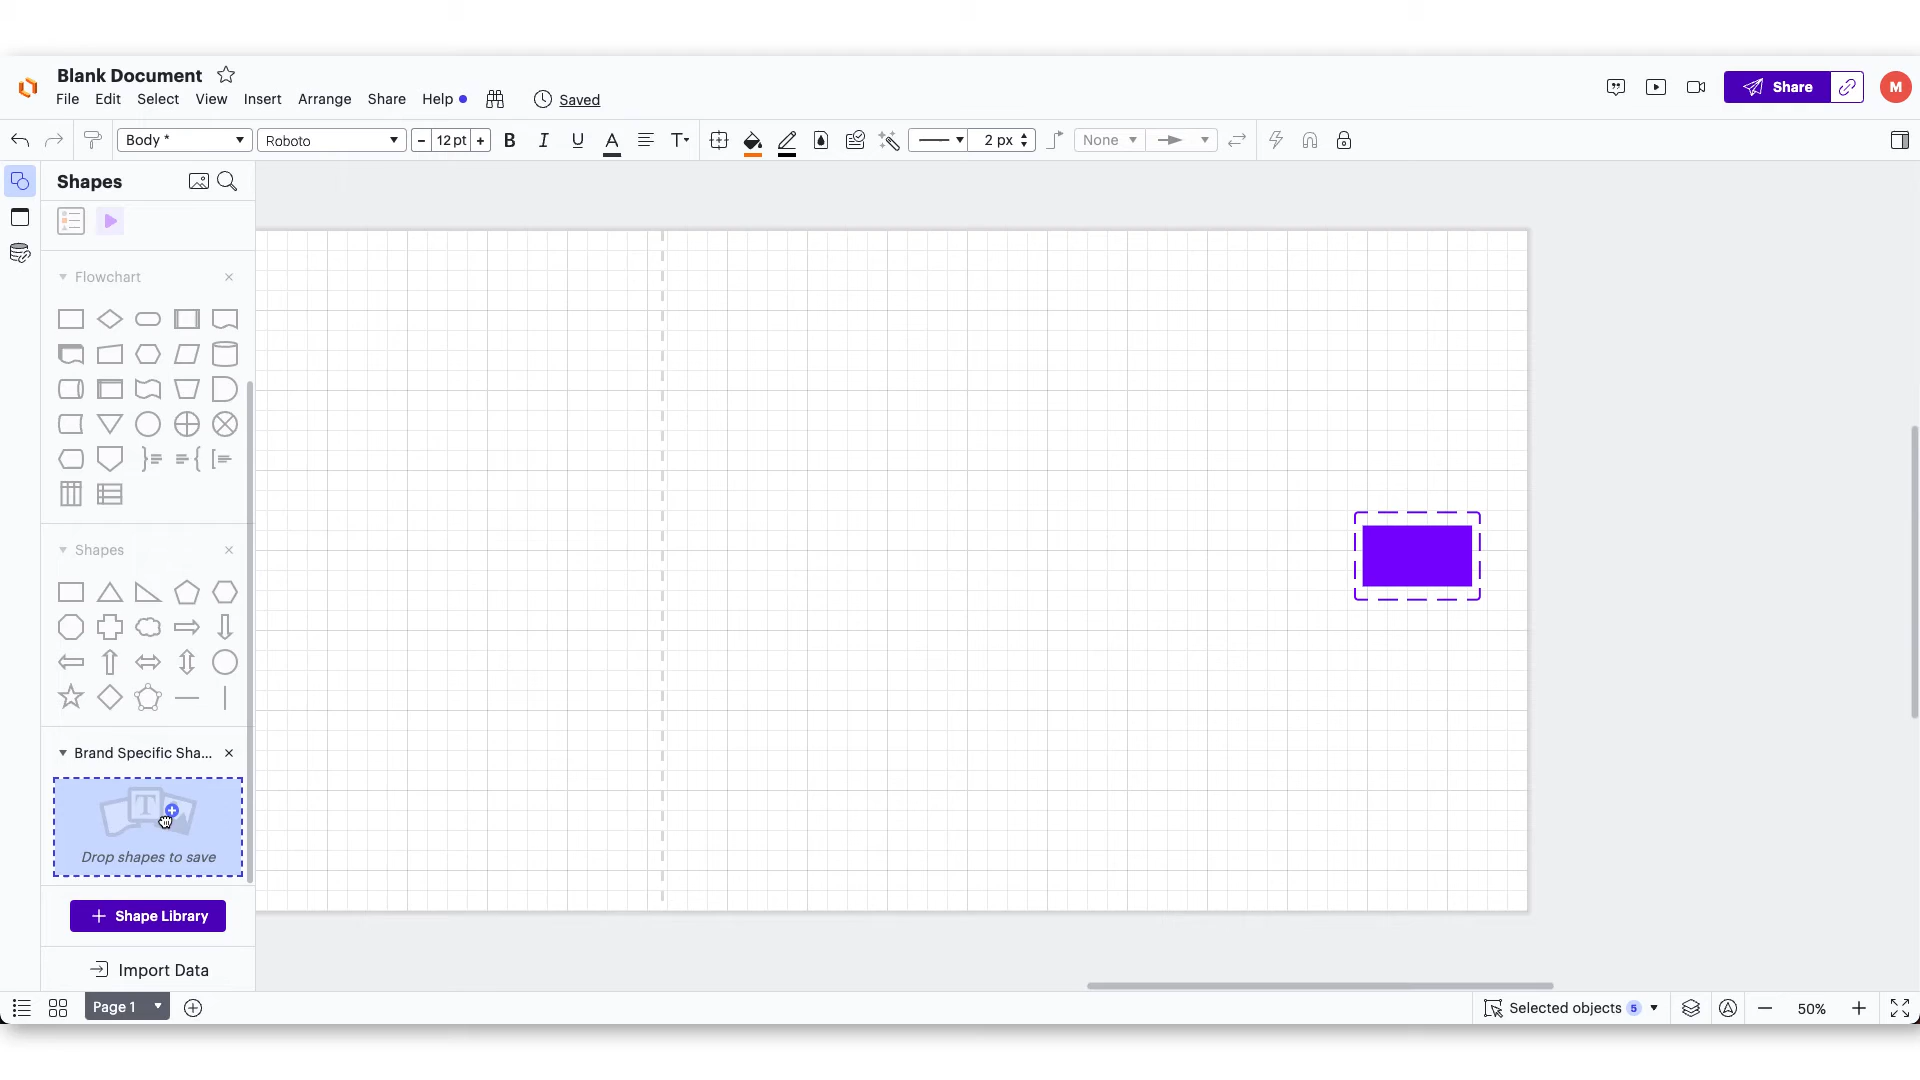 Blank Document
File Edit Select View Insert Arrange Share Help
Saved
Share
M
Body *
Roboto
- 12 pt +
B I U A T
2 px
None
Shapes
Flowchart
Shapes
Brand Specific Sha...
T
Drop shapes to save
+ Shape Library
Import Data
Page 1
Selected objects 5
50%